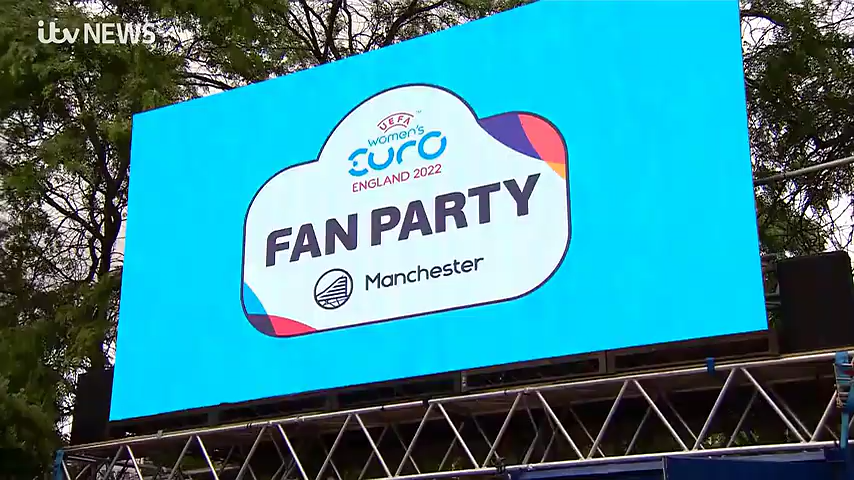 itv NEWS
UEFA
women's
EURO
ENGLAND 2022
FAN PARTY
Manchester